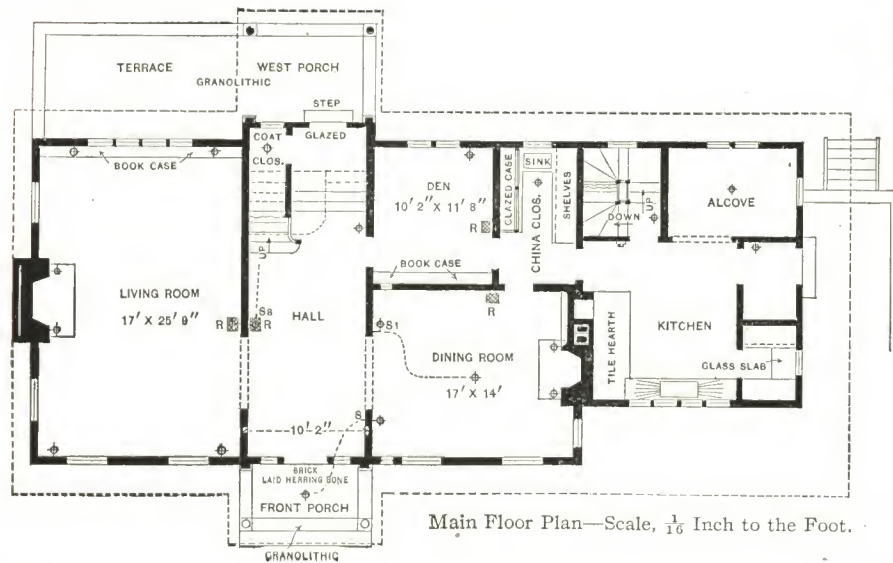 TERRACE
WEST PORCH
GRANOLITHIC
STEP
COAT
CLOS.
GLAZED
BOOK CASE
DEN
10' 2" X 11' 8"
R
GLAZED CASE
SINK
CHINA CLOS.
SHELVES
DOWN
UP
ALCOVE
UP
BOOK CASE
LIVING ROOM
17' X 25' 9"
R
S8
R
HALL
S1
R
DINING ROOM
17' X 14'
TILE HEARTH
KITCHEN
GLASS SLAB
10' 2"
S
BRICK
LAID HERRING BONE
FRONT PORCH
GRANOLITHIC
Main Floor Plan—Scale, 1/16 Inch to the Foot.